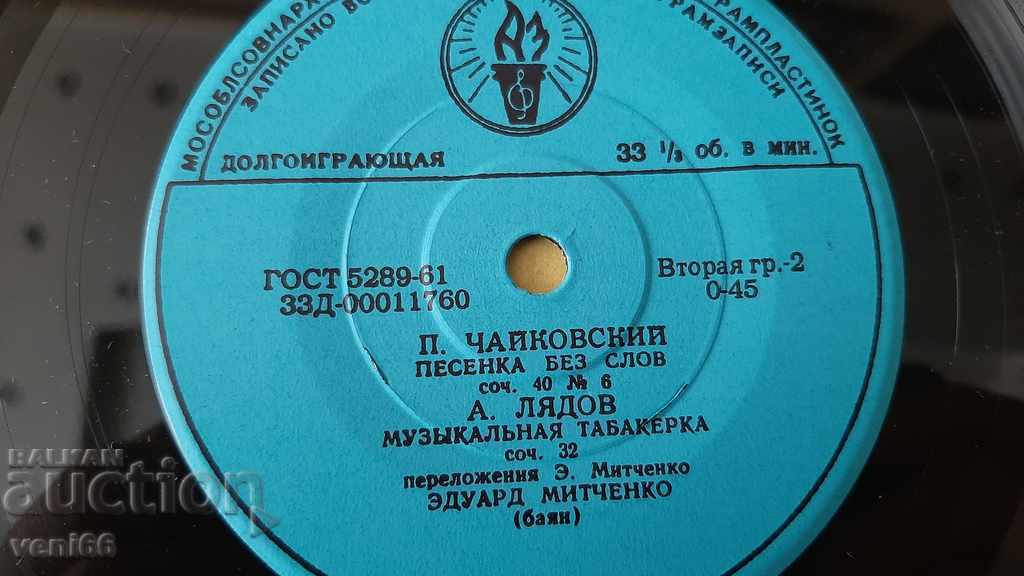 МОСОБЛСОВНАРХ
ГРАМПЛАСТИНОК
ЗАПИСАНО ВО
ГРАМЗАПИСИ
ДОЛГОИГРАЮЩАЯ 33 1/3 об. в мин.
ГОСТ 5289-61 Вторая гр.-2
33Д-00011760 0-45
П. ЧАЙКОВСКИЙ
ПЕСЕНКА БЕЗ СЛОВ
соч. 40 № 6
А. ЛЯДОВ
МУЗЫКАЛЬНАЯ ТАБАКЕРКА
соч. 32
переложения Э. Митченко
ЭДУАРД МИТЧЕНКО
(баян)
BALKAN
auction
veni66